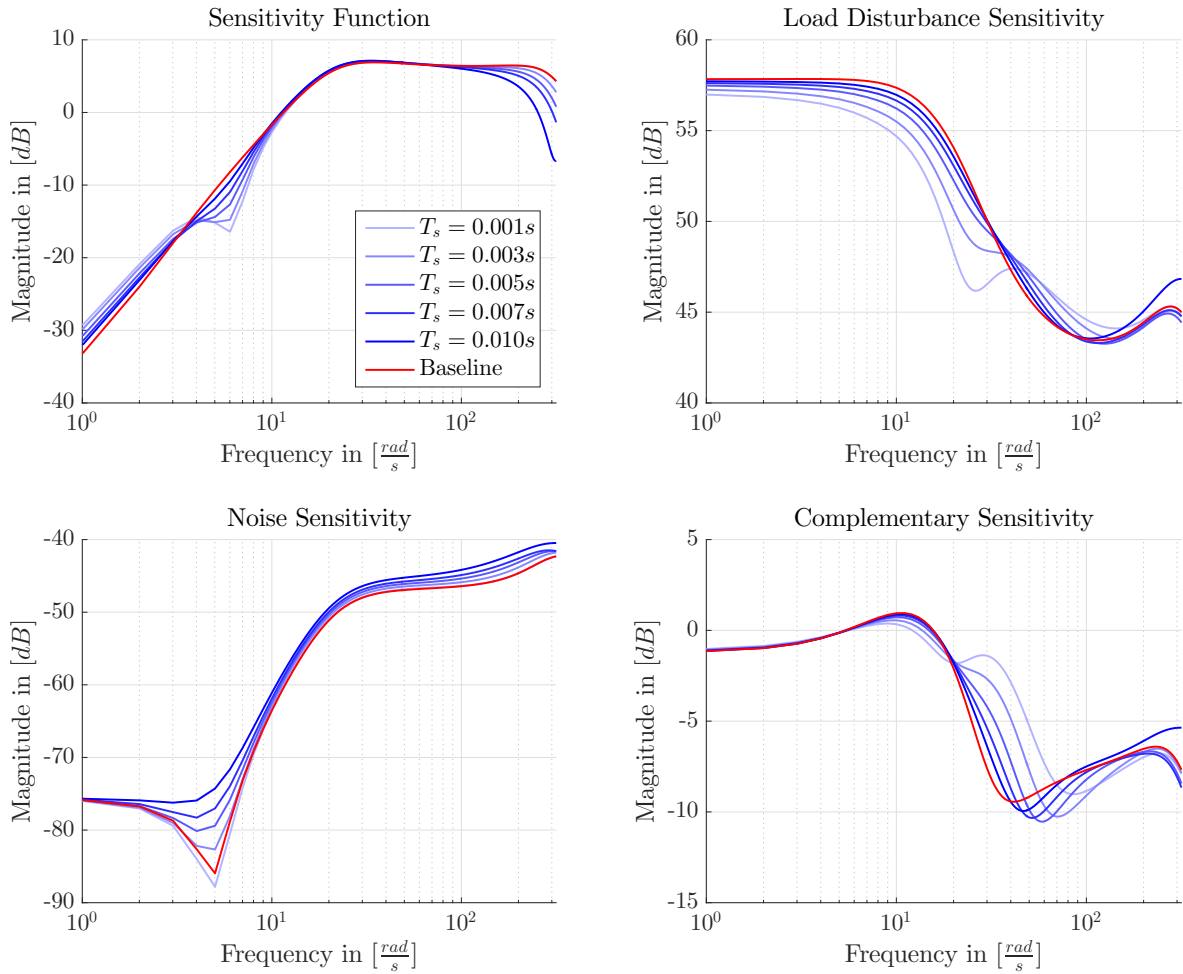 Sensitivity Function
Magnitude in [dB]
10
0
-10
-20
-30
-40
10^0
10^1
10^2
Frequency in [rad/s]
T_s = 0.001s
T_s = 0.003s
T_s = 0.005s
T_s = 0.007s
T_s = 0.010s
Baseline
Load Disturbance Sensitivity
Magnitude in [dB]
60
55
50
45
40
10^0
10^1
10^2
Frequency in [rad/s]
Noise Sensitivity
Magnitude in [dB]
-40
-50
-60
-70
-80
-90
10^0
10^1
10^2
Frequency in [rad/s]
Complementary Sensitivity
Magnitude in [dB]
5
0
-5
-10
-15
10^0
10^1
10^2
Frequency in [rad/s]